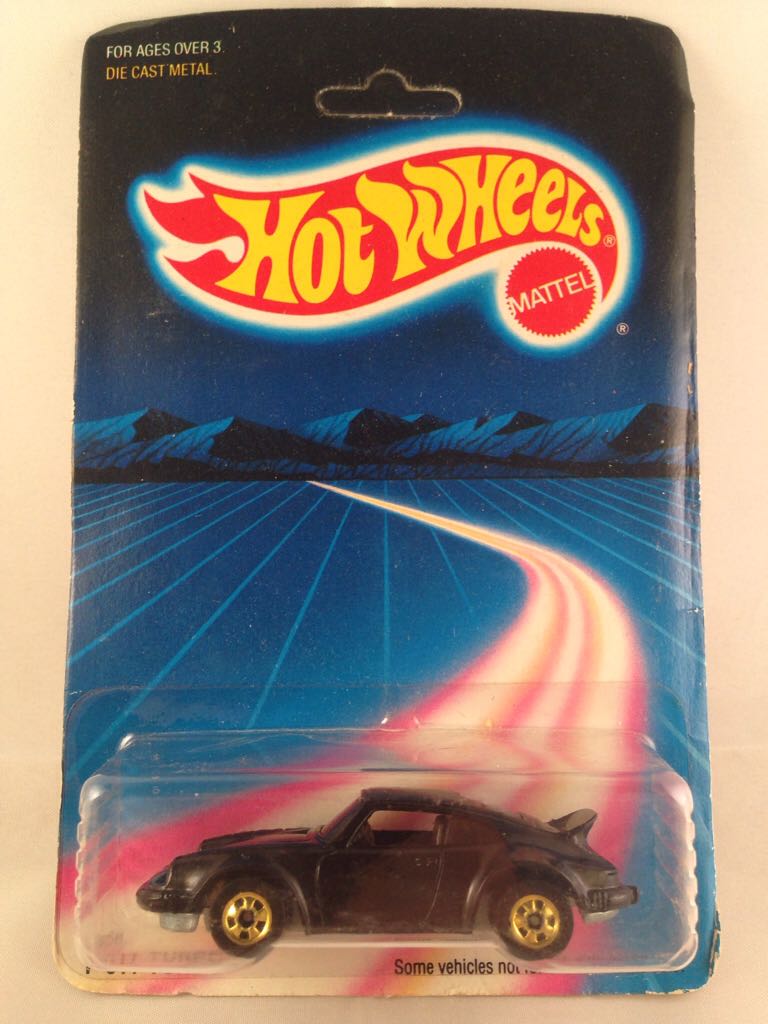 FOR AGES OVER 3.
DIE CAST METAL.
HOT WHEELS®
MATTEL
®
Some vehicles not